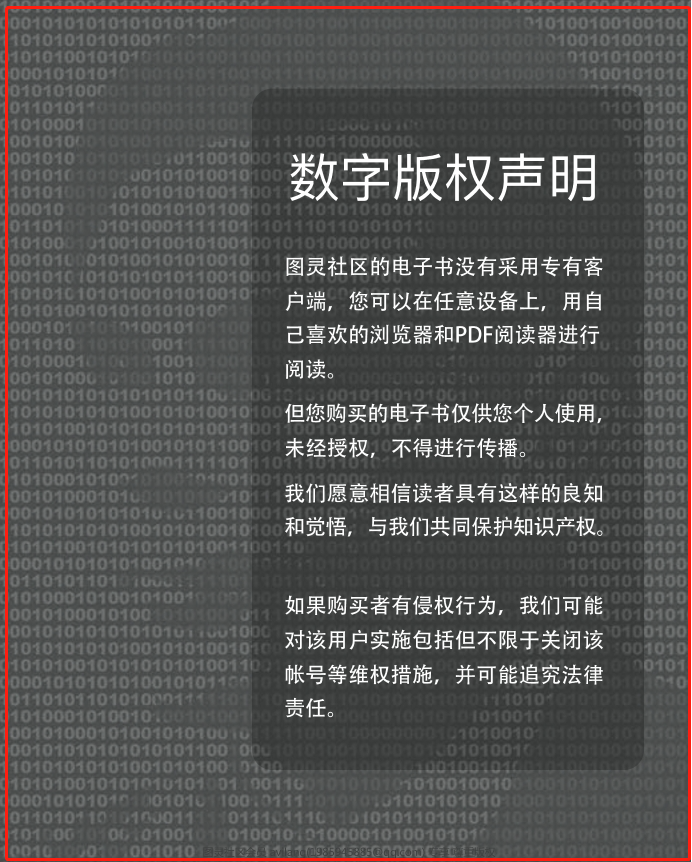 数字版权声明
图灵社区的电子书没有采用专有客
户端，您可以在任意设备上，用自
己喜欢的浏览器和PDF阅读器进行
阅读。
但您购买的电子书仅供您个人使用，
未经授权，不得进行传播。
我们愿意相信读者具有这样的良知
和觉悟，与我们共同保护知识产权。
如果购买者有侵权行为，我们可能
对该用户实施包括但不限于关闭该
帐号等维权措施，并可能追究法律
责任。